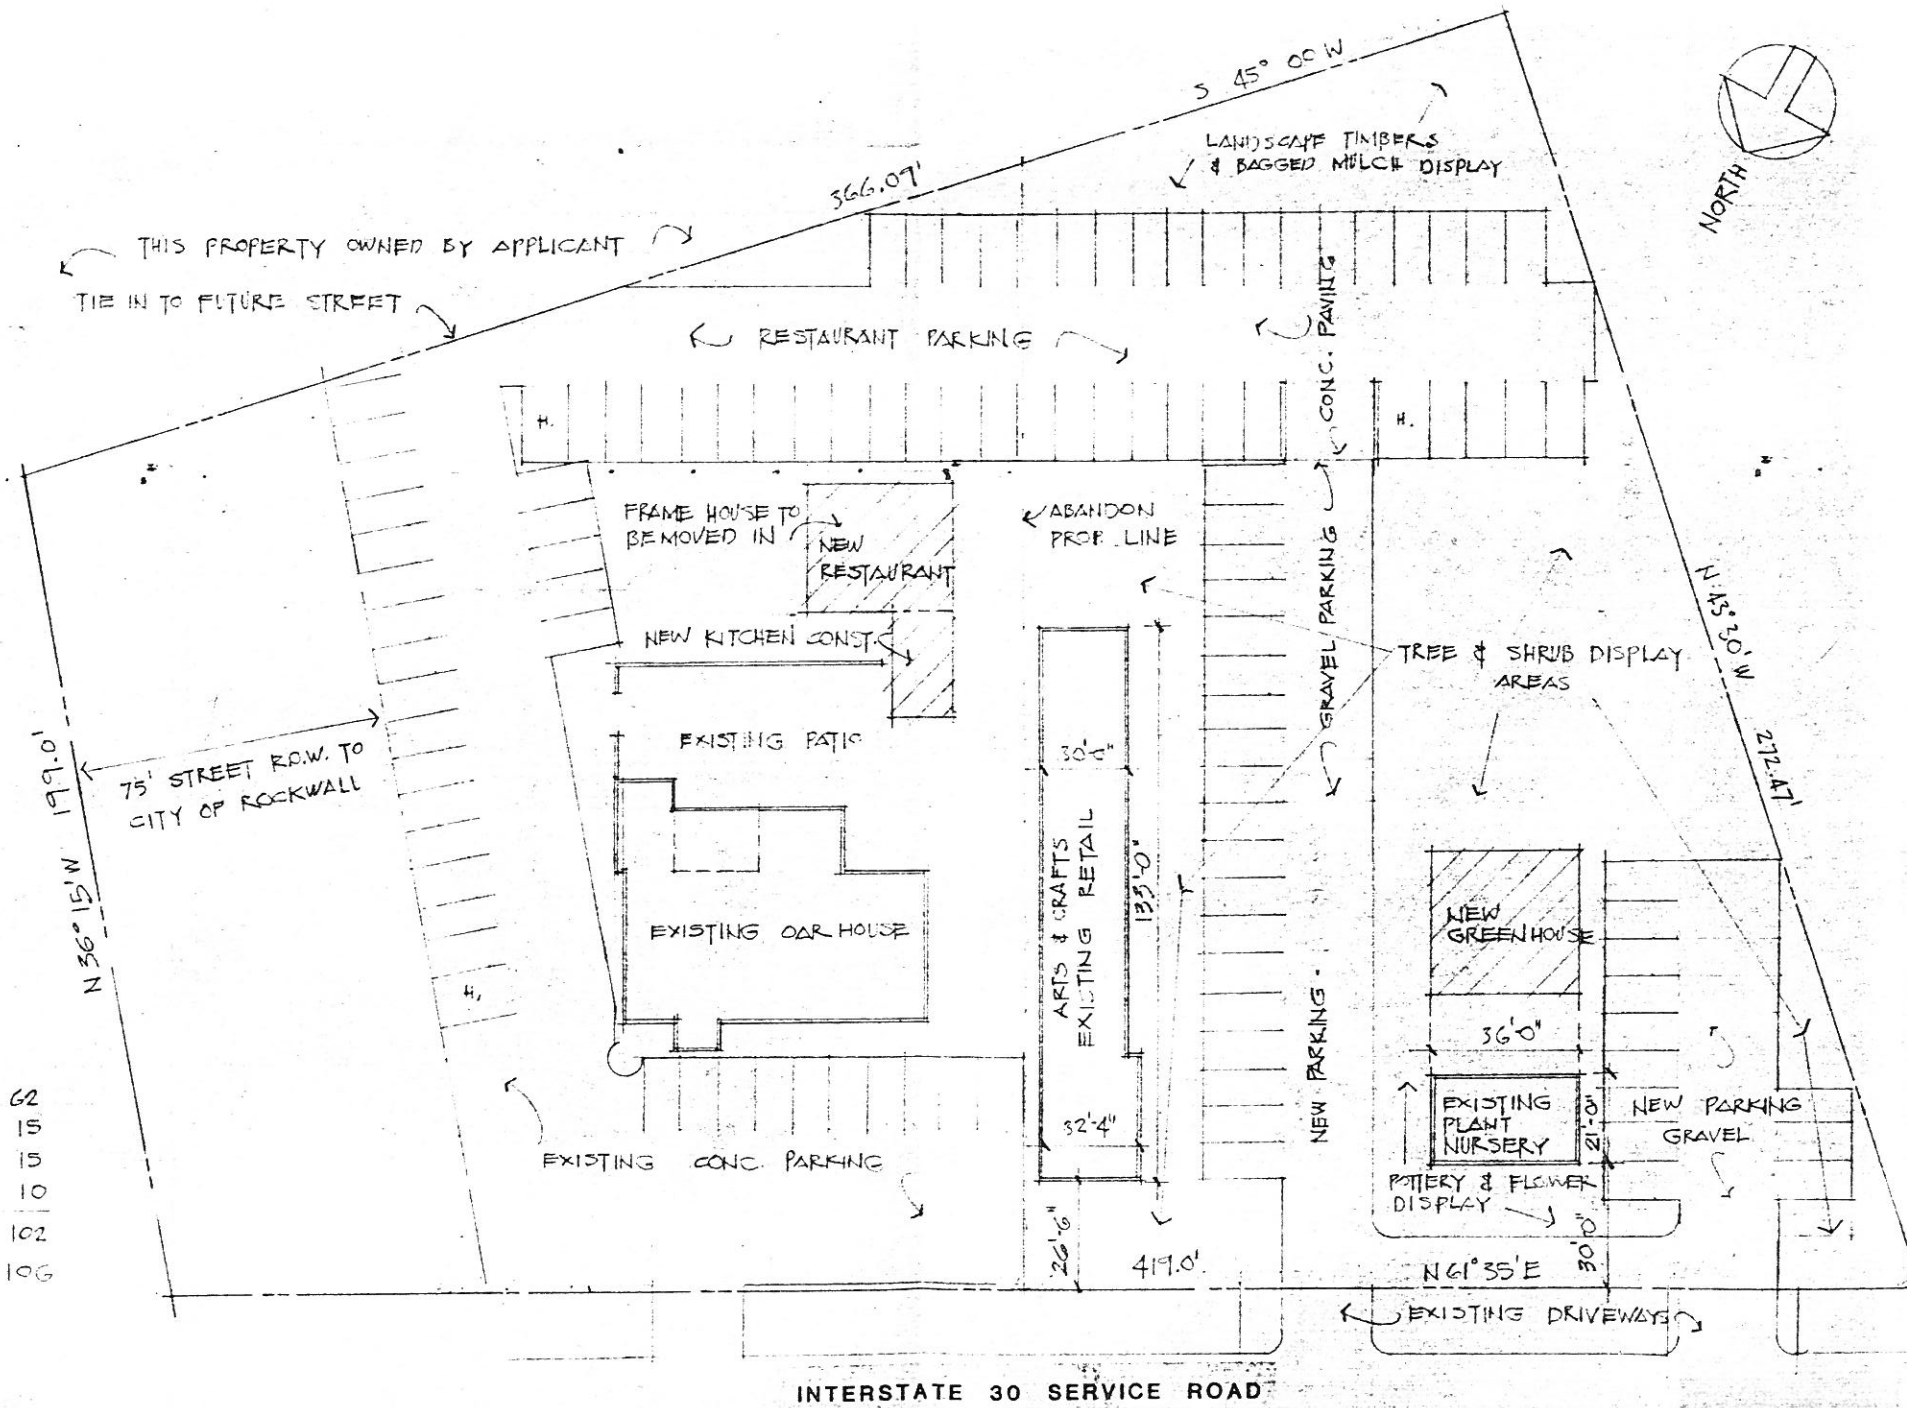 S 45° 00 W
366.07'
LANDSCAPE TIMBERS
& BAGGED MULCH DISPLAY
NORTH
THIS PROPERTY OWNED BY APPLICANT
TIE IN TO FUTURE STREET
RESTAURANT PARKING
CONC. PAVING
H.
H.
FRAME HOUSE TO
BE MOVED IN
NEW
RESTAURANT
ABANDON
PROP. LINE
GRAVEL PARKING
NEW KITCHEN CONST.
TREE & SHRUB DISPLAY
AREAS
N 43° 30' W
272.47'
EXISTING PATIO
30'-0"
75' STREET R.O.W. TO
CITY OF ROCKWALL
N 36° 15' W 199.0'
ARTS & CRAFTS
EXISTING RETAIL
133'-0"
EXISTING OAR HOUSE
NEW
GREENHOUSE
H.
36'-0"
NEW PARKING
EXISTING
PLANT
NURSERY
21'-0"
NEW PARKING
GRAVEL
32'-4"
EXISTING CONC. PARKING
POTTERY & FLOWER
DISPLAY
62
15
15
10
102
106
26'-6"
419.0'
N 61° 35' E
30'-0"
EXISTING DRIVEWAYS
INTERSTATE 30 SERVICE ROAD